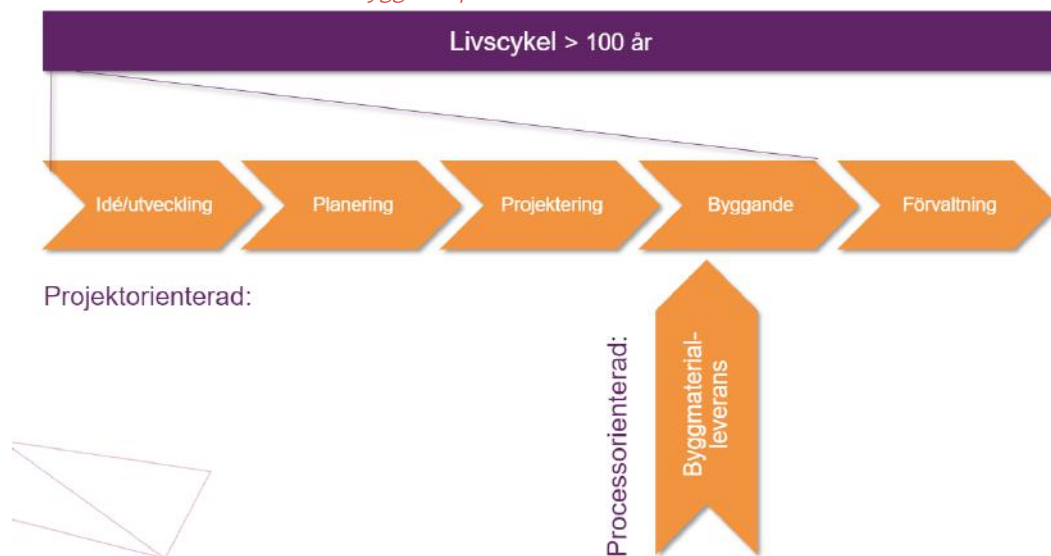 Livscykel > 100 år
Idé/utveckling
Planering
Projektering
Byggande
Förvaltning
Projektorienterad:
Processorienterad:
Byggmaterial-
leverans